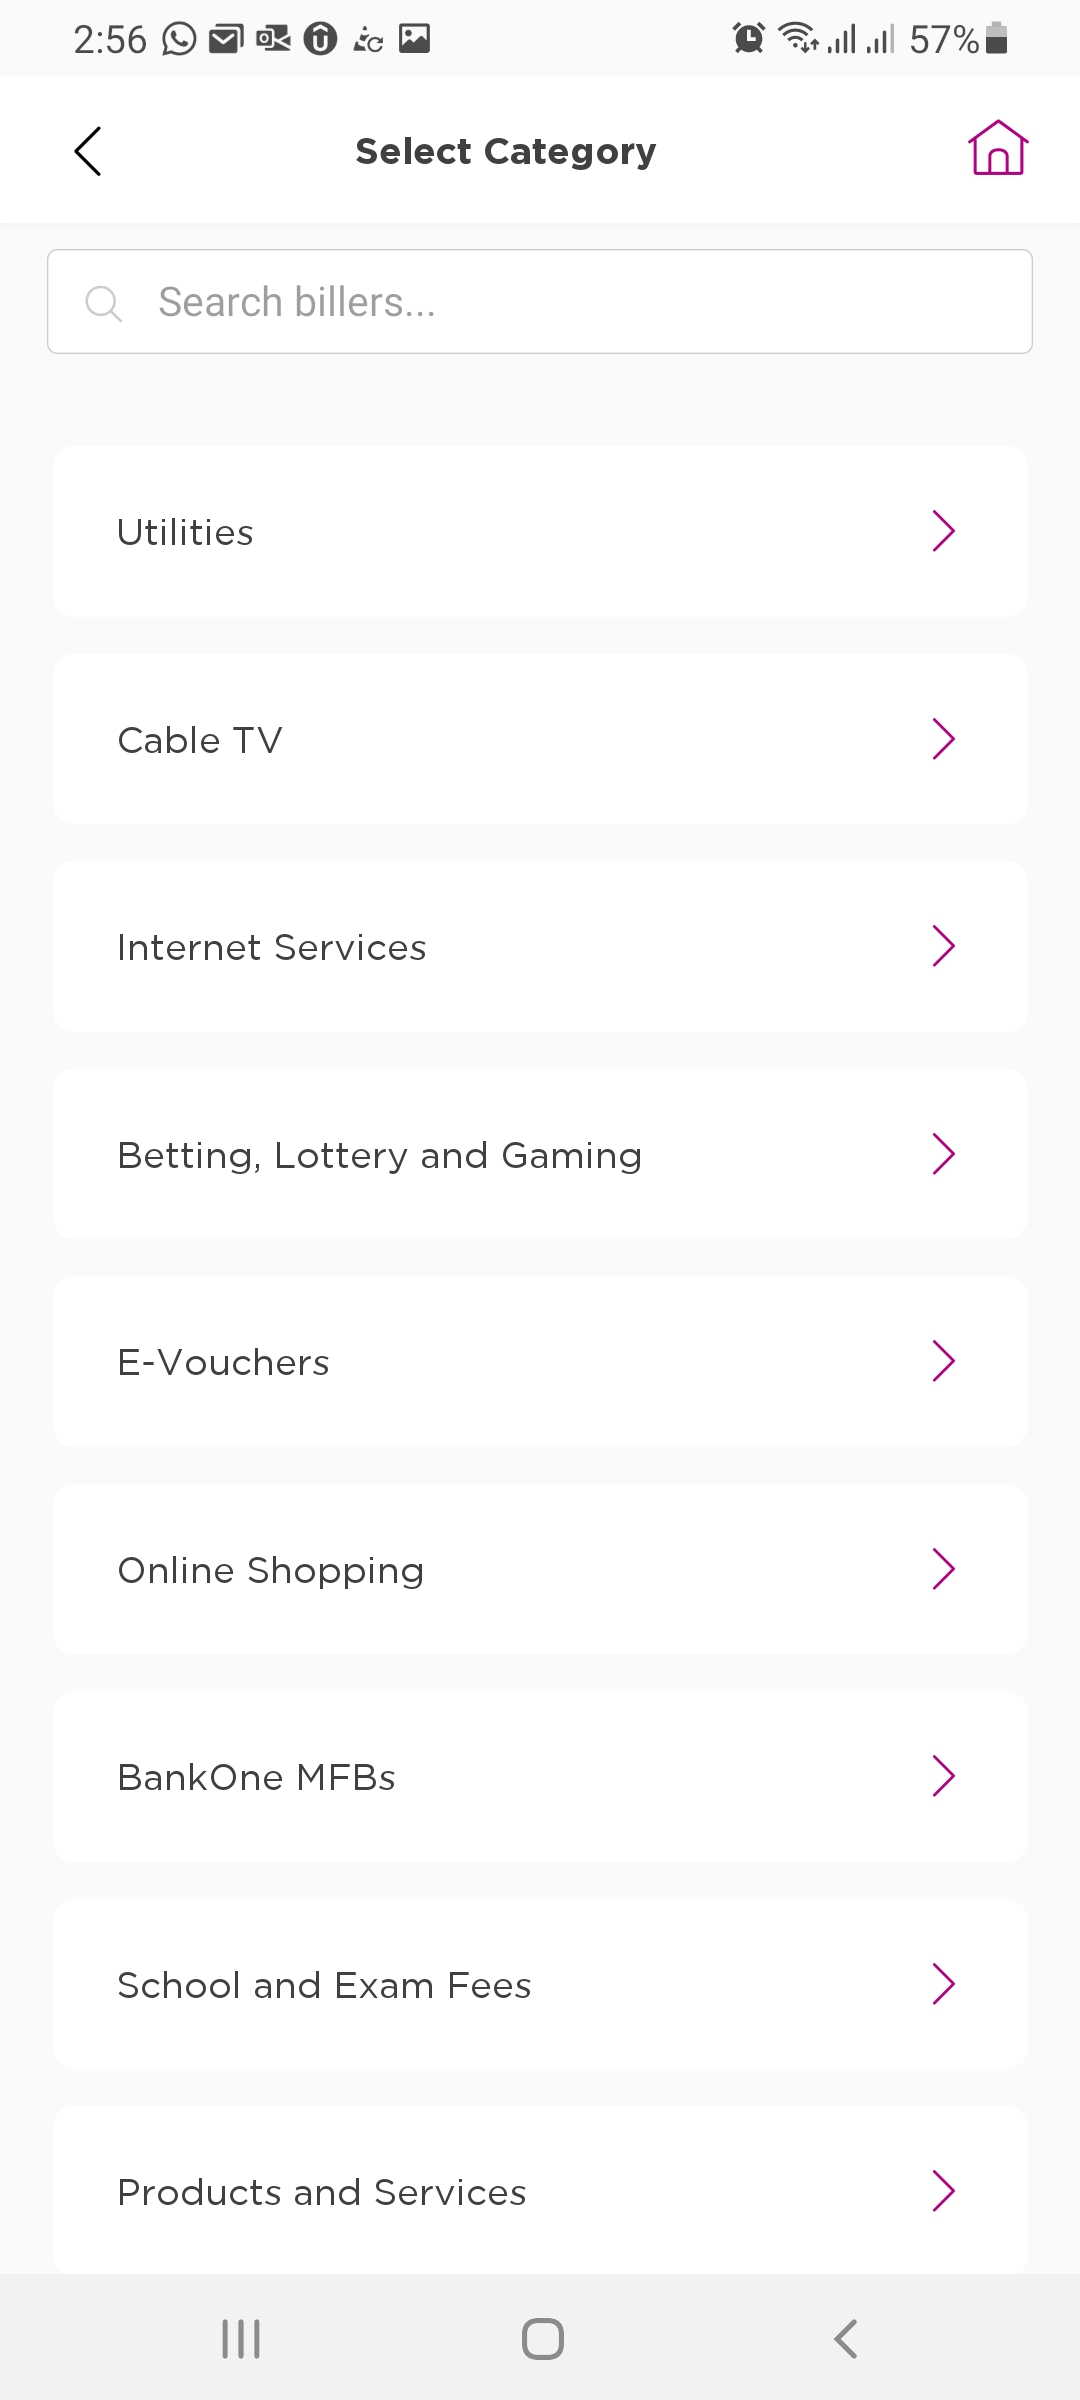 2:56 57%
Select Category
Search billers...
Utilities
Cable TV
Internet Services
Betting, Lottery and Gaming
E-Vouchers
Online Shopping
BankOne MFBs
School and Exam Fees
Products and Services